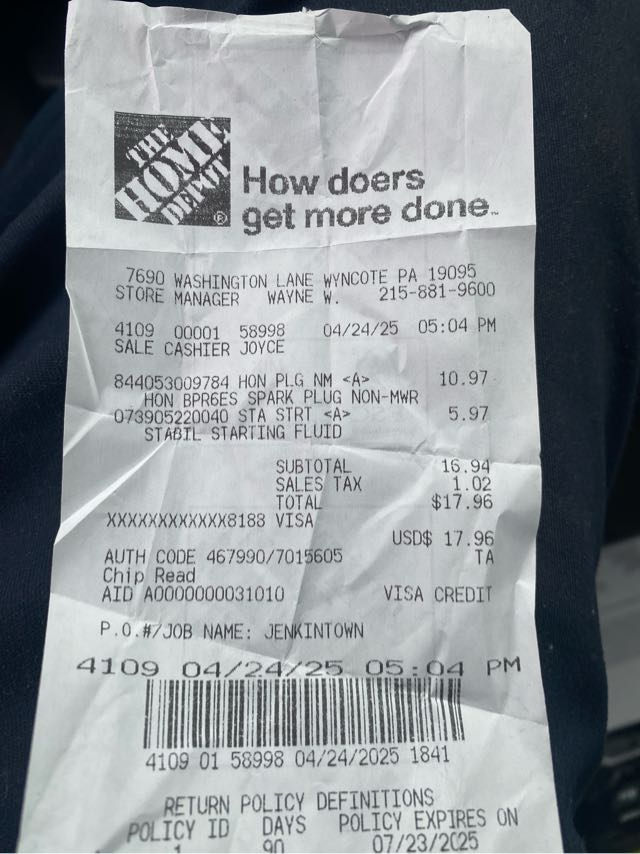 THE
HOME
DEPOT
®
How doers
get more done™
7690 WASHINGTON LANE WYNCOTE PA 19095
STORE MANAGER WAYNE W. 215-881-9600
4109 00001 58998 04/24/25 05:04 PM
SALE CASHIER JOYCE
844053009784 HON PLG NM <A> 10.97
HON BPR6ES SPARK PLUG NON-MWR
073905220040 STA STRT <A> 5.97
STABIL STARTING FLUID
SUBTOTAL 16.94
SALES TAX 1.02
TOTAL $17.96
XXXXXXXXXXXX8188 VISA
USD$ 17.96
AUTH CODE 467990/7015605 TA
Chip Read
AID A0000000031010 VISA CREDIT
P.O.#/JOB NAME: JENKINTOWN
4109 04/24/25 05:04 PM
4109 01 58998 04/24/2025 1841
RETURN POLICY DEFINITIONS
POLICY ID DAYS POLICY EXPIRES ON
1 90 07/23/2025